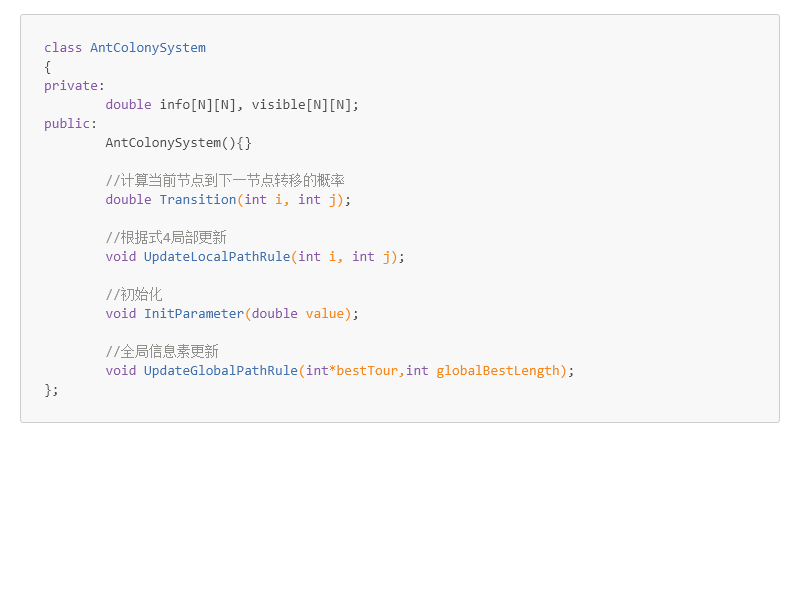 class AntColonySystem
{
private:
        double info[N][N], visible[N][N];
public:
        AntColonySystem(){}
        //计算当前节点到下一节点转移的概率
        double Transition(int i, int j);
        //根据式4局部更新
        void UpdateLocalPathRule(int i, int j);
        //初始化
        void InitParameter(double value);
        //全局信息素更新
        void UpdateGlobalPathRule(int*bestTour,int globalBestLength);
};